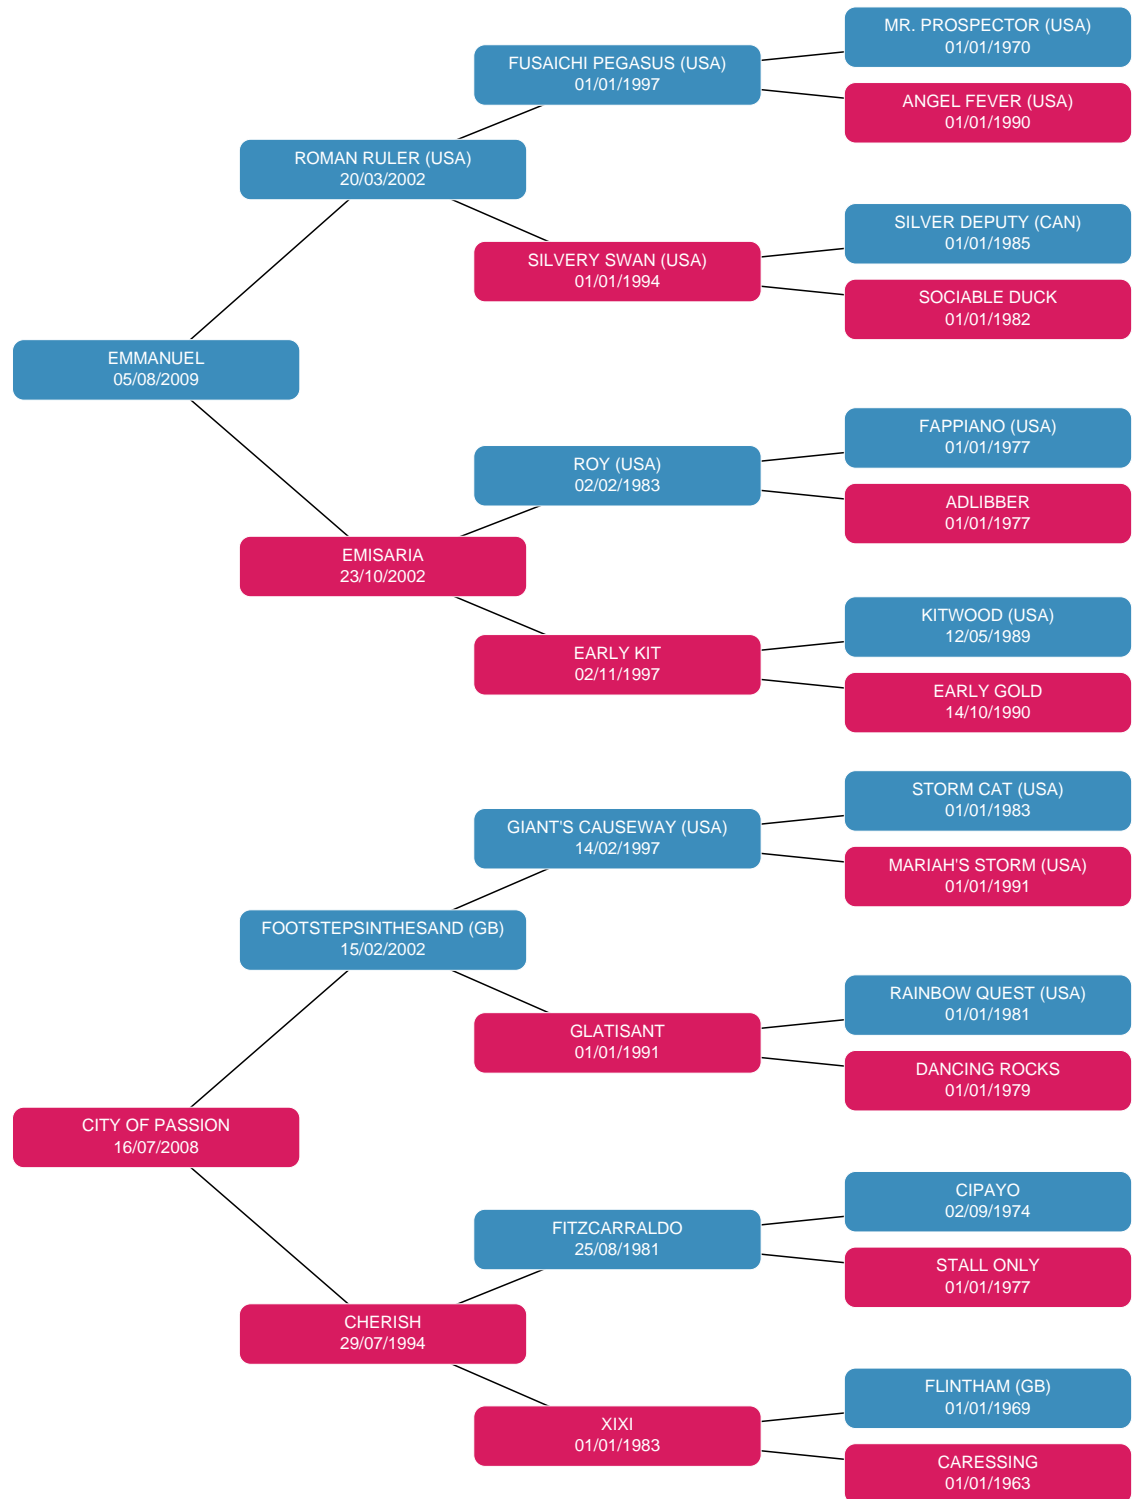 MR. PROSPECTOR (USA)
01/01/1970
FUSAICHI PEGASUS (USA)
01/01/1997
ANGEL FEVER (USA)
01/01/1990
ROMAN RULER (USA)
20/03/2002
SILVER DEPUTY (CAN)
01/01/1985
SILVERY SWAN (USA)
01/01/1994
SOCIABLE DUCK
01/01/1982
EMMANUEL
05/08/2009
FAPPIANO (USA)
01/01/1977
ROY (USA)
02/02/1983
ADLIBBER
01/01/1977
EMISARIA
23/10/2002
KITWOOD (USA)
12/05/1989
EARLY KIT
02/11/1997
EARLY GOLD
14/10/1990
STORM CAT (USA)
01/01/1983
GIANT'S CAUSEWAY (USA)
14/02/1997
MARIAH'S STORM (USA)
01/01/1991
FOOTSTEPSINTHESAND (GB)
15/02/2002
RAINBOW QUEST (USA)
01/01/1981
GLATISANT
01/01/1991
DANCING ROCKS
01/01/1979
CITY OF PASSION
16/07/2008
CIPAYO
02/09/1974
FITZCARRALDO
25/08/1981
STALL ONLY
01/01/1977
CHERISH
29/07/1994
FLINTHAM (GB)
01/01/1969
XIXI
01/01/1983
CARESSING
01/01/1963